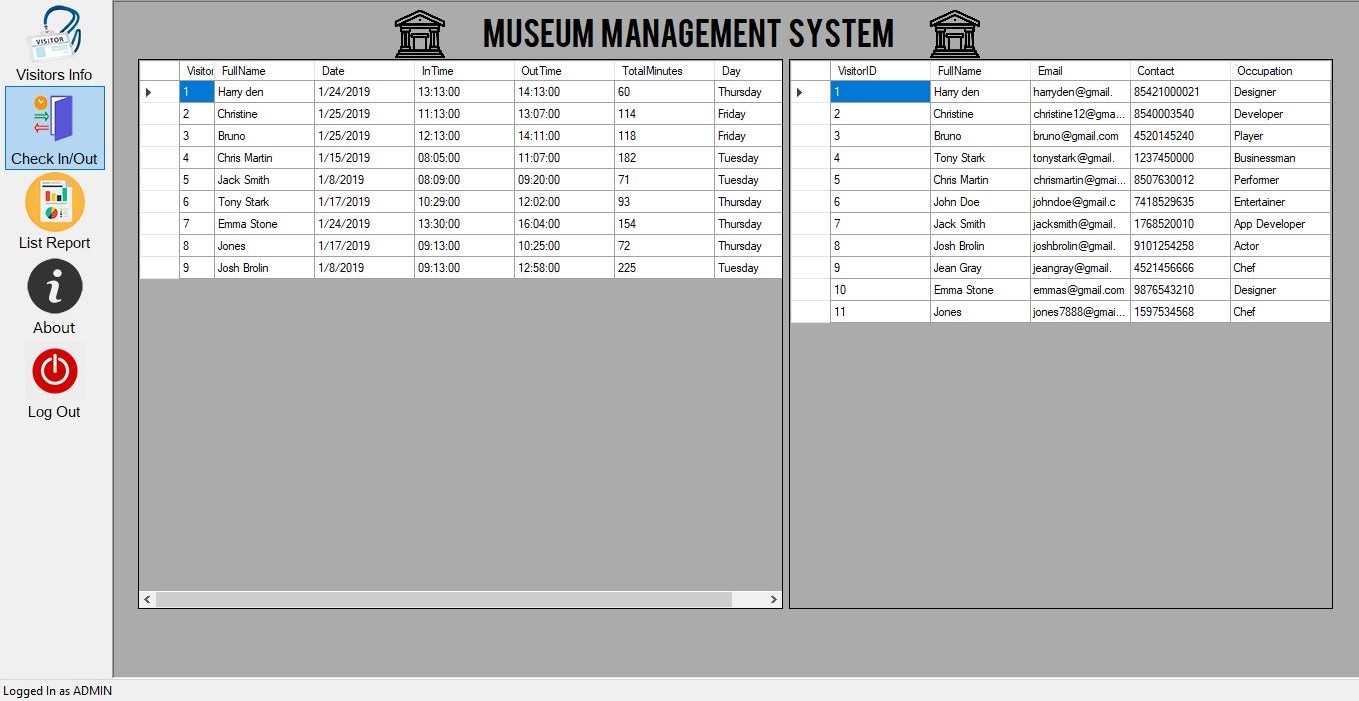 VISITOR
Visitors Info
Check In/Out
List Report
About
Log Out
MUSEUM MANAGEMENT SYSTEM
Visitor FullName Date InTime OutTime TotalMinutes Day
1 Harry den 1/24/2019 13:13:00 14:13:00 60 Thursday
2 Christine 1/25/2019 11:13:00 13:07:00 114 Friday
3 Bruno 1/25/2019 12:13:00 14:11:00 118 Friday
4 Chris Martin 1/15/2019 08:05:00 11:07:00 182 Tuesday
5 Jack Smith 1/8/2019 08:09:00 09:20:00 71 Tuesday
6 Tony Stark 1/17/2019 10:29:00 12:02:00 93 Thursday
7 Emma Stone 1/24/2019 13:30:00 16:04:00 154 Thursday
8 Jones 1/17/2019 09:13:00 10:25:00 72 Thursday
9 Josh Brolin 1/8/2019 09:13:00 12:58:00 225 Tuesday
VisitorID FullName Email Contact Occupation
1 Harry den harryden@gmail. 85421000021 Designer
2 Christine christine12@gma... 8540003540 Developer
3 Bruno bruno@gmail.com 4520145240 Player
4 Tony Stark tonystark@gmail. 1237450000 Businessman
5 Chris Martin chrismartin@gmai... 8507630012 Performer
6 John Doe johndoe@gmail.c 7418529635 Entertainer
7 Jack Smith jacksmith@gmail. 1768520010 App Developer
8 Josh Brolin joshbrolin@gmail. 9101254258 Actor
9 Jean Gray jeangray@gmail. 4521456666 Chef
10 Emma Stone emmas@gmail.com 9876543210 Designer
11 Jones jones7888@gmai... 1597534568 Chef
Logged In as ADMIN